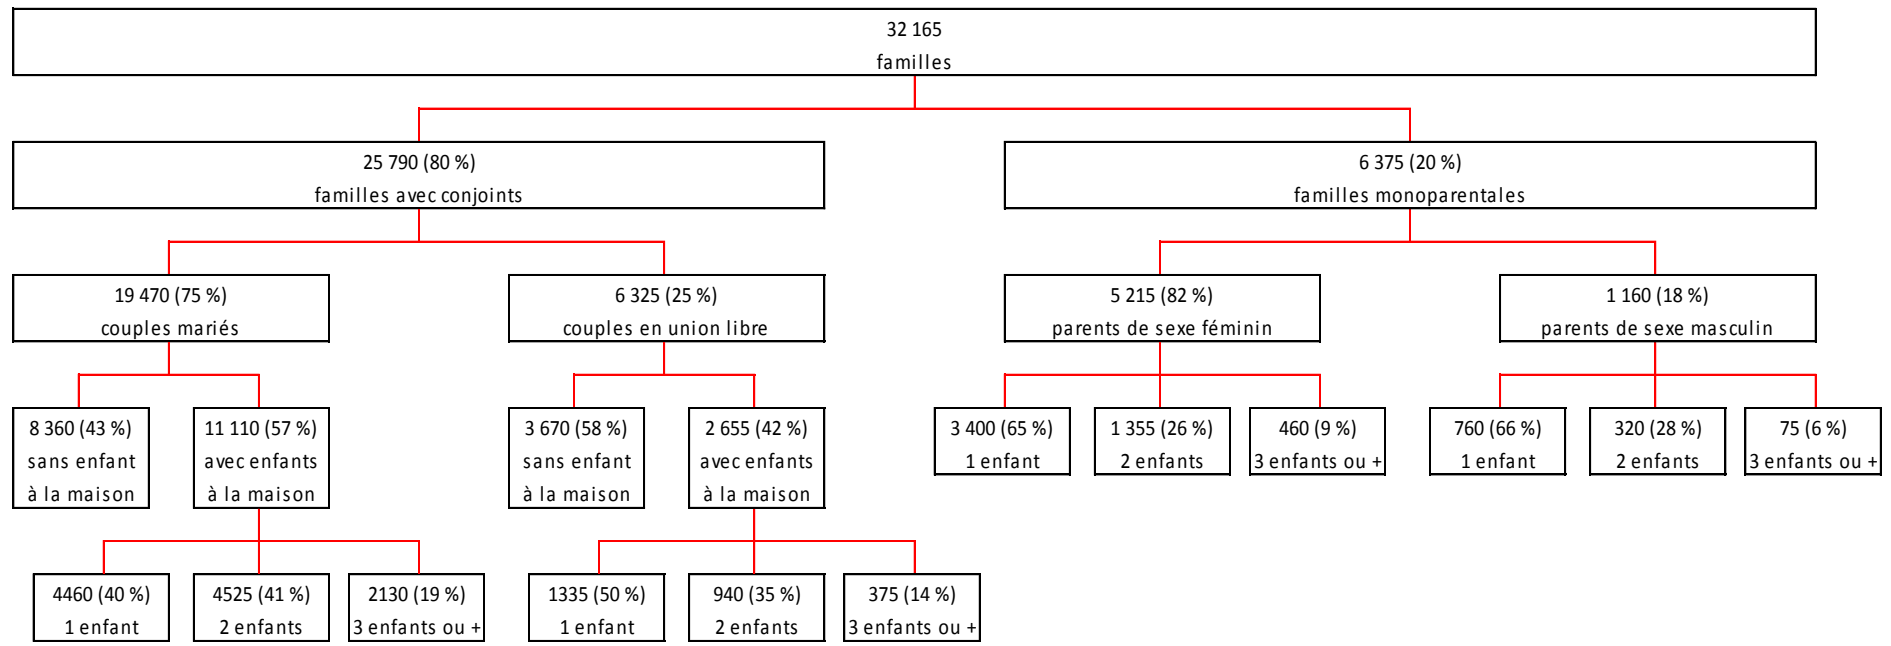 32 165
familles
25 790 (80 %)
familles avec conjoints
6 375 (20 %)
familles monoparentales
19 470 (75 %)
couples mariés
6 325 (25 %)
couples en union libre
5 215 (82 %)
parents de sexe féminin
1 160 (18 %)
parents de sexe masculin
8 360 (43 %)
sans enfant
à la maison
11 110 (57 %)
avec enfants
à la maison
3 670 (58 %)
sans enfant
à la maison
2 655 (42 %)
avec enfants
à la maison
3 400 (65 %)
1 enfant
1 355 (26 %)
2 enfants
460 (9 %)
3 enfants ou +
760 (66 %)
1 enfant
320 (28 %)
2 enfants
75 (6 %)
3 enfants ou +
4460 (40 %)
1 enfant
4525 (41 %)
2 enfants
2130 (19 %)
3 enfants ou +
1335 (50 %)
1 enfant
940 (35 %)
2 enfants
375 (14 %)
3 enfants ou +